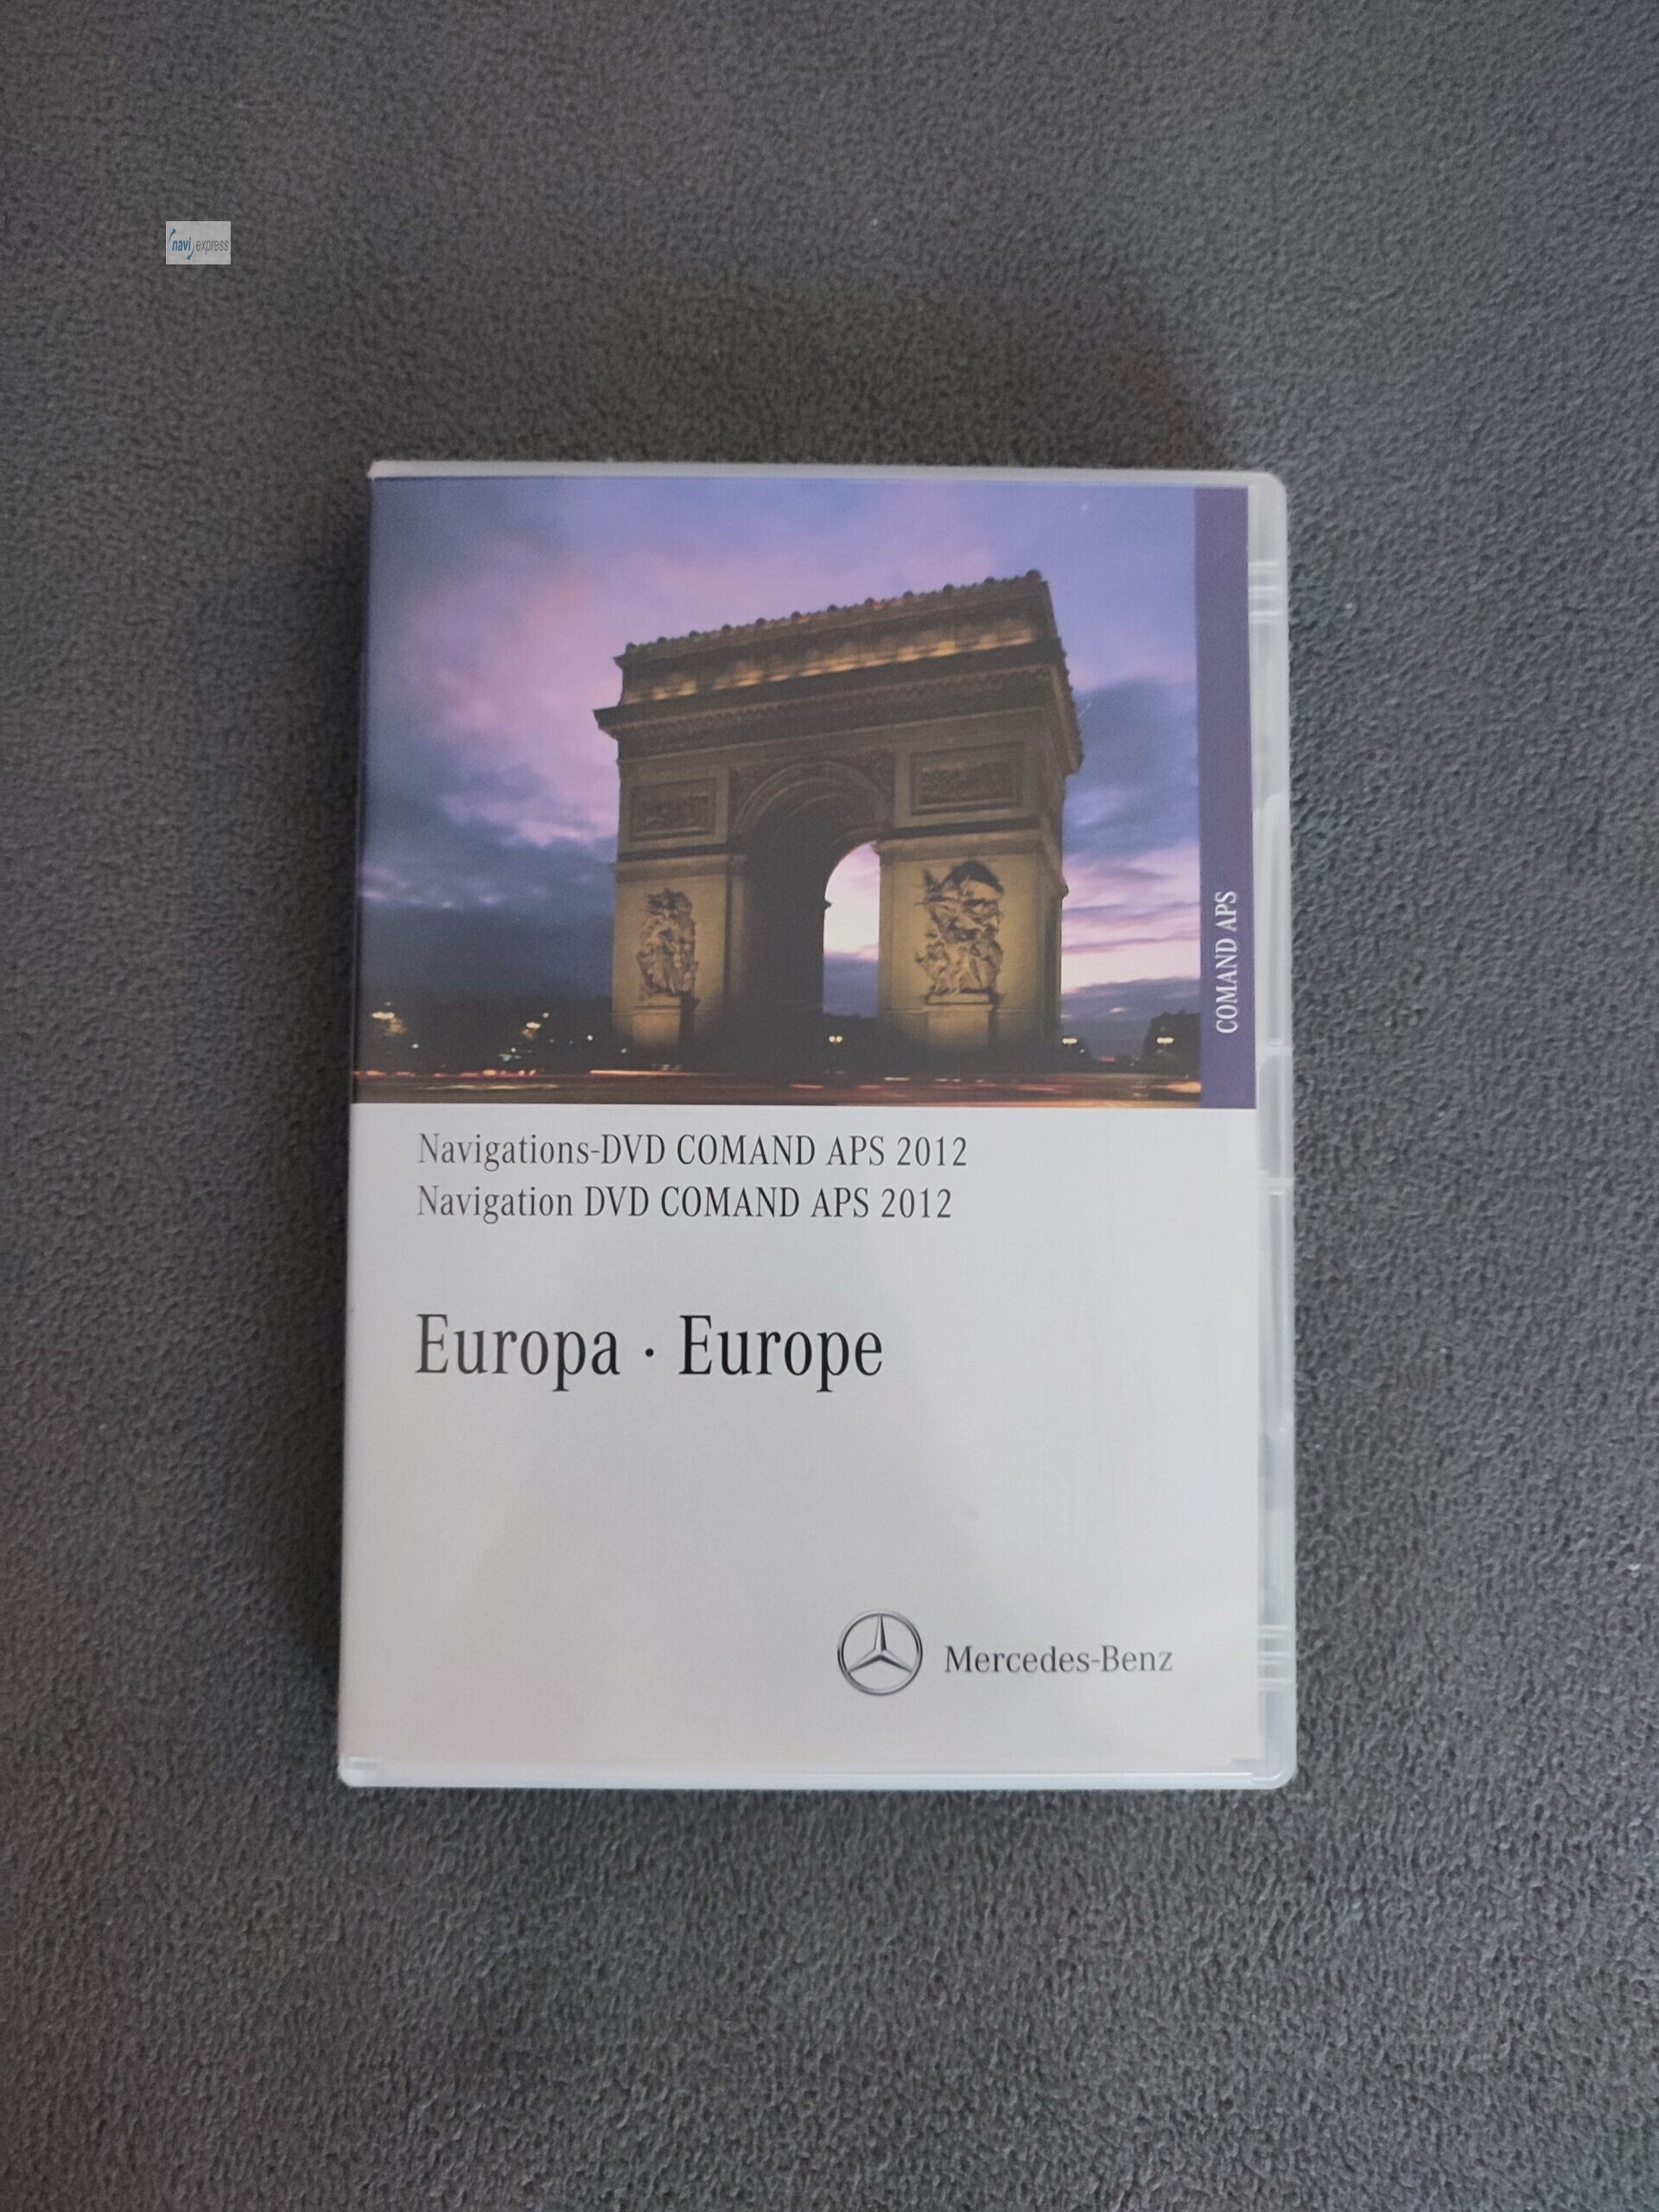 navi express
COMAND APS
Navigations-DVD COMAND APS 2012
Navigation DVD COMAND APS 2012
Europa · Europe
Mercedes-Benz